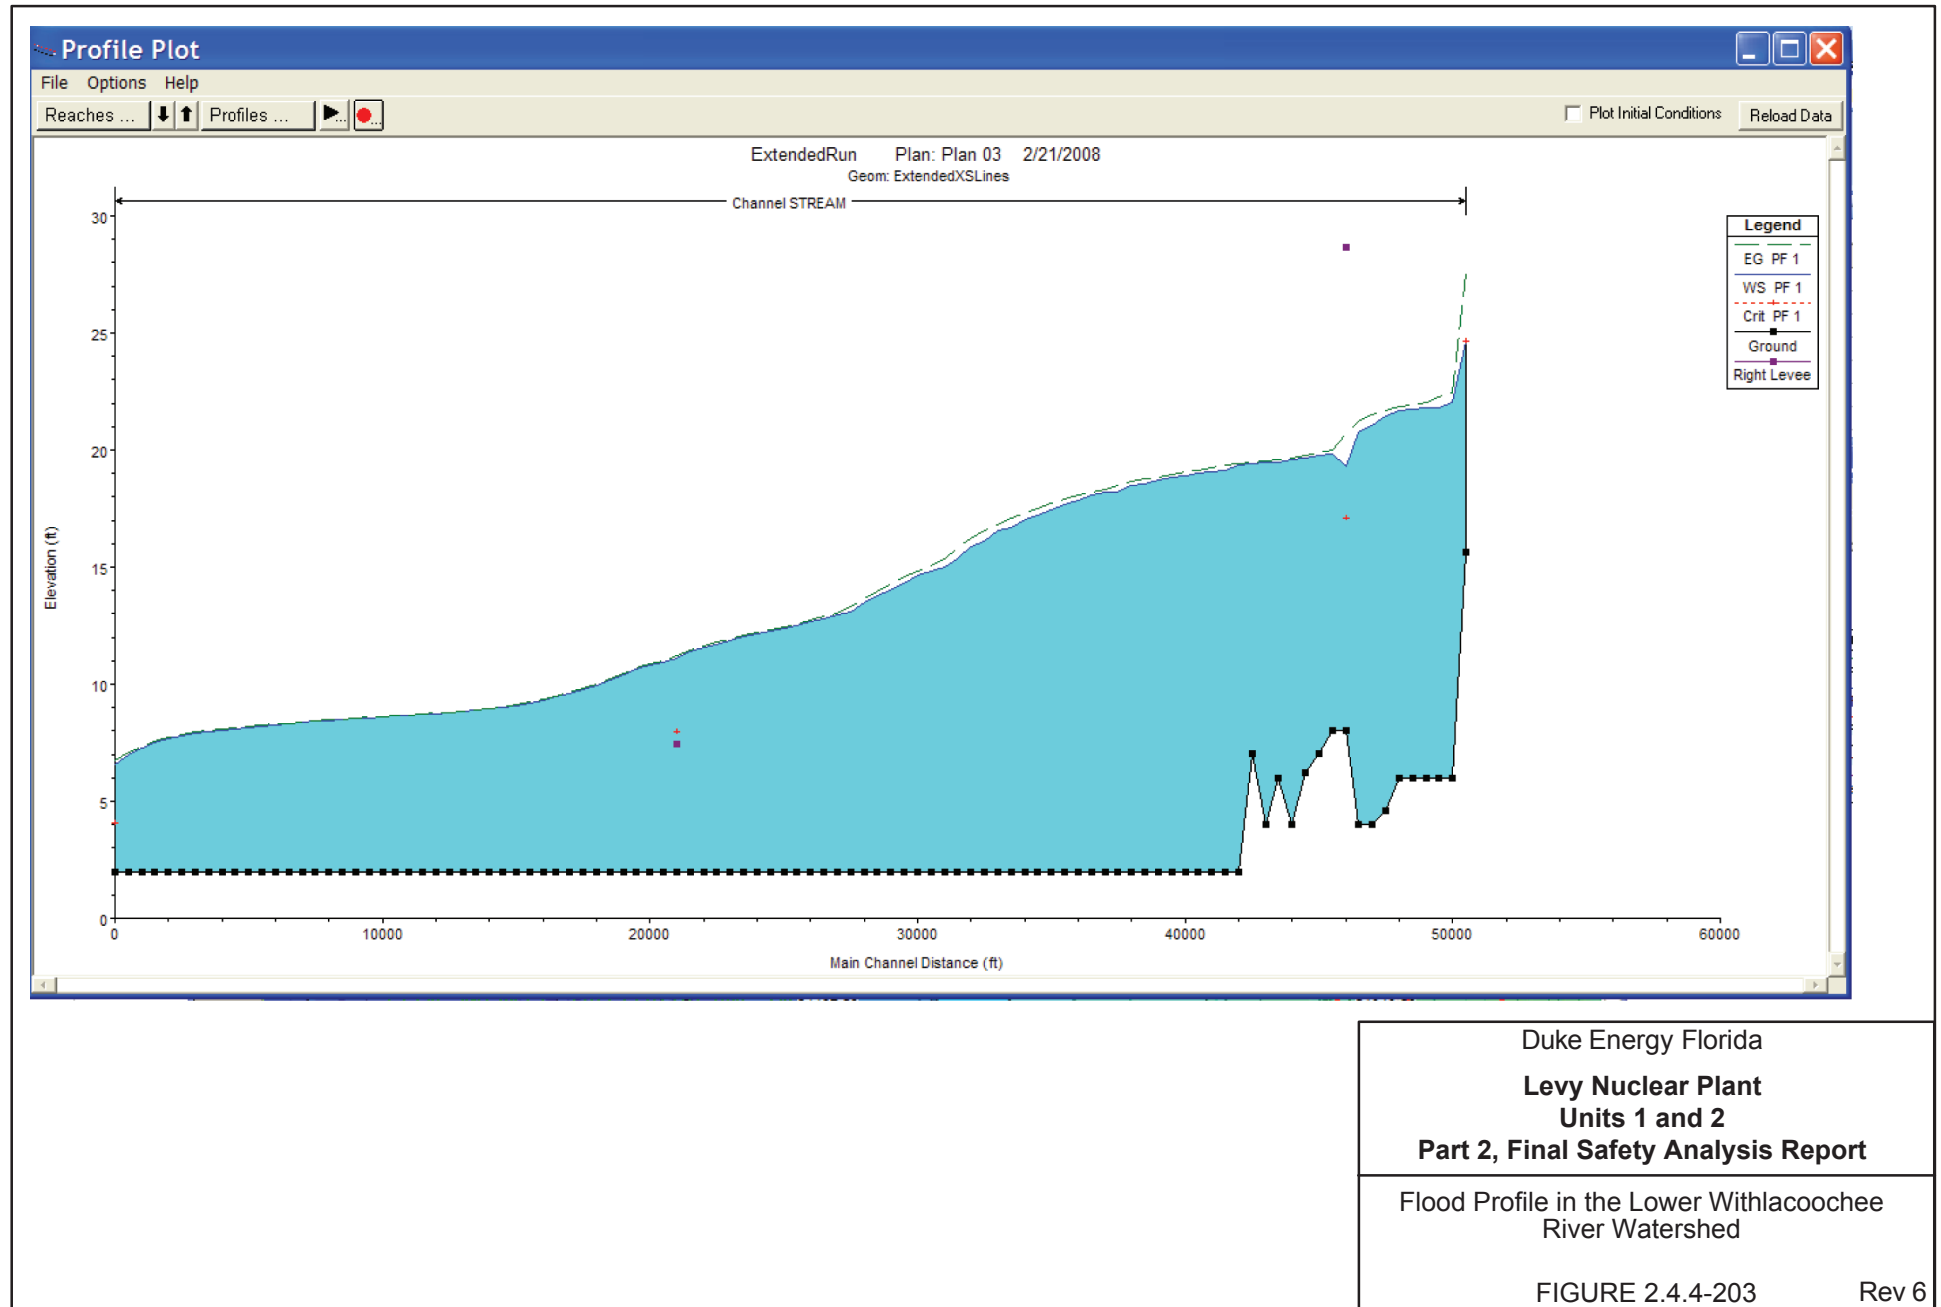 Profile Plot
File Options Help
Reaches ... Profiles ... ... ... Plot Initial Conditions Reload Data
ExtendedRun Plan: Plan 03 2/21/2008
Geom: ExtendedXSLines
Channel STREAM
30
25
20
15
10
5
0
Elevation (ft)
0 10000 20000 30000 40000 50000 60000
Main Channel Distance (ft)
Legend
EG PF 1
WS PF 1
Crit PF 1
Ground
Right Levee
Duke Energy Florida
Levy Nuclear Plant
Units 1 and 2
Part 2, Final Safety Analysis Report
Flood Profile in the Lower Withlacoochee
River Watershed
FIGURE 2.4.4-203 Rev 6